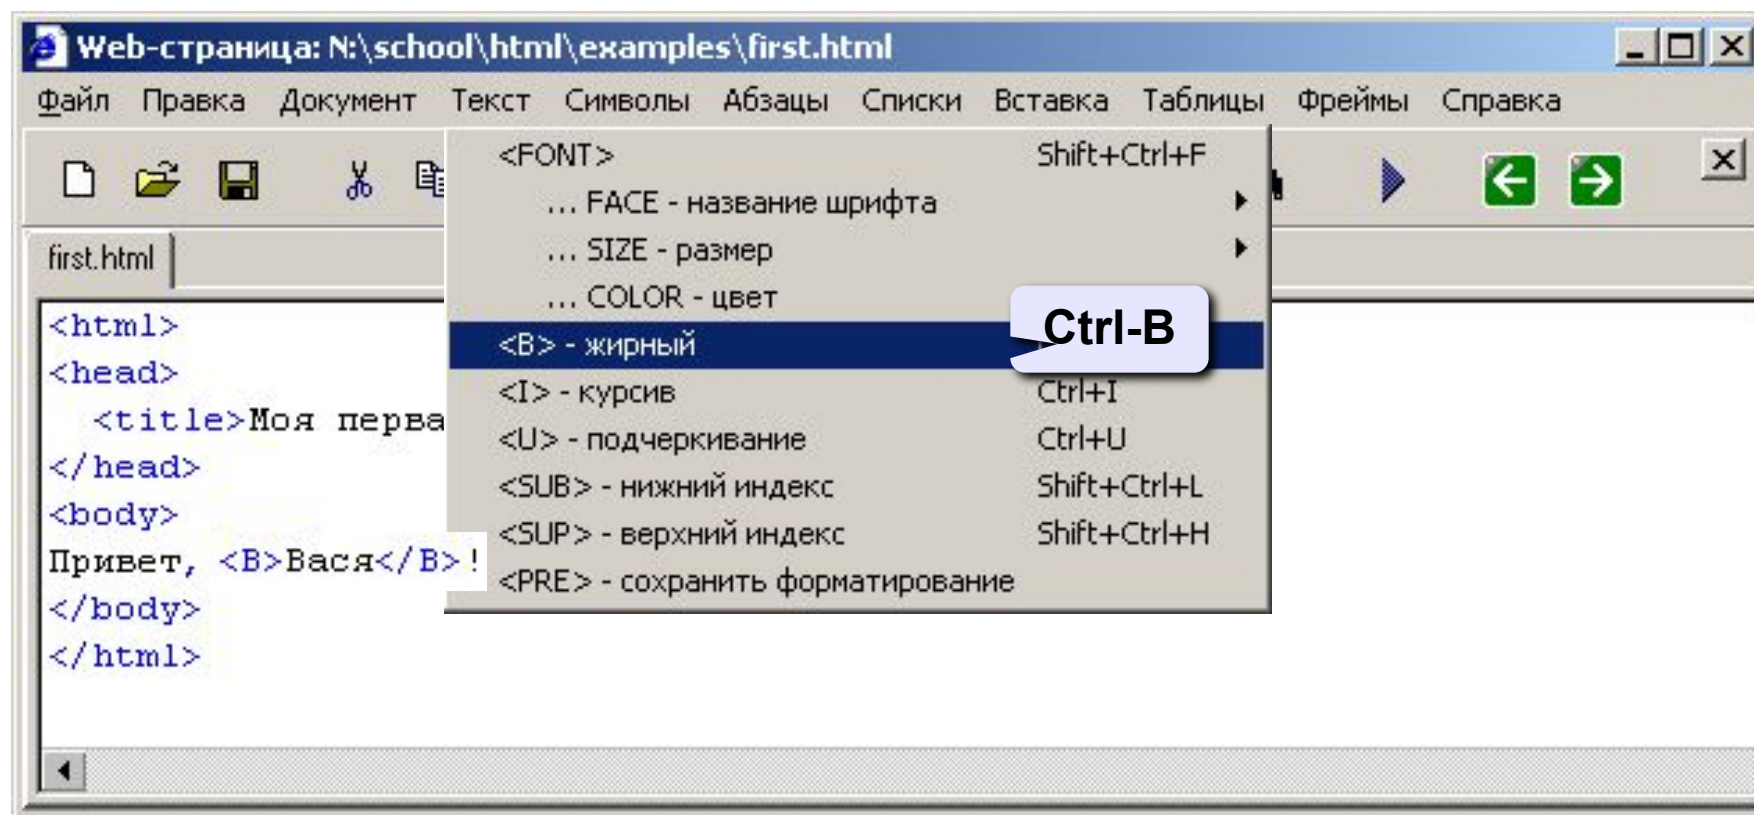 Web-страница: N:\school\html\examples\first.html
Файл Правка Документ Текст Символы Абзацы Списки Вставка Таблицы Фреймы Справка
<FONT> Shift+Ctrl+F
... FACE - название шрифта
... SIZE - размер
... COLOR - цвет
<B> - жирный
Ctrl-B
<I> - курсив Ctrl+I
<U> - подчеркивание Ctrl+U
<SUB> - нижний индекс Shift+Ctrl+L
<SUP> - верхний индекс Shift+Ctrl+H
<PRE> - сохранить форматирование
first.html
<html>
<head>
<title>Моя перва
</head>
<body>
Привет, <B>Вася</B>!
</body>
</html>